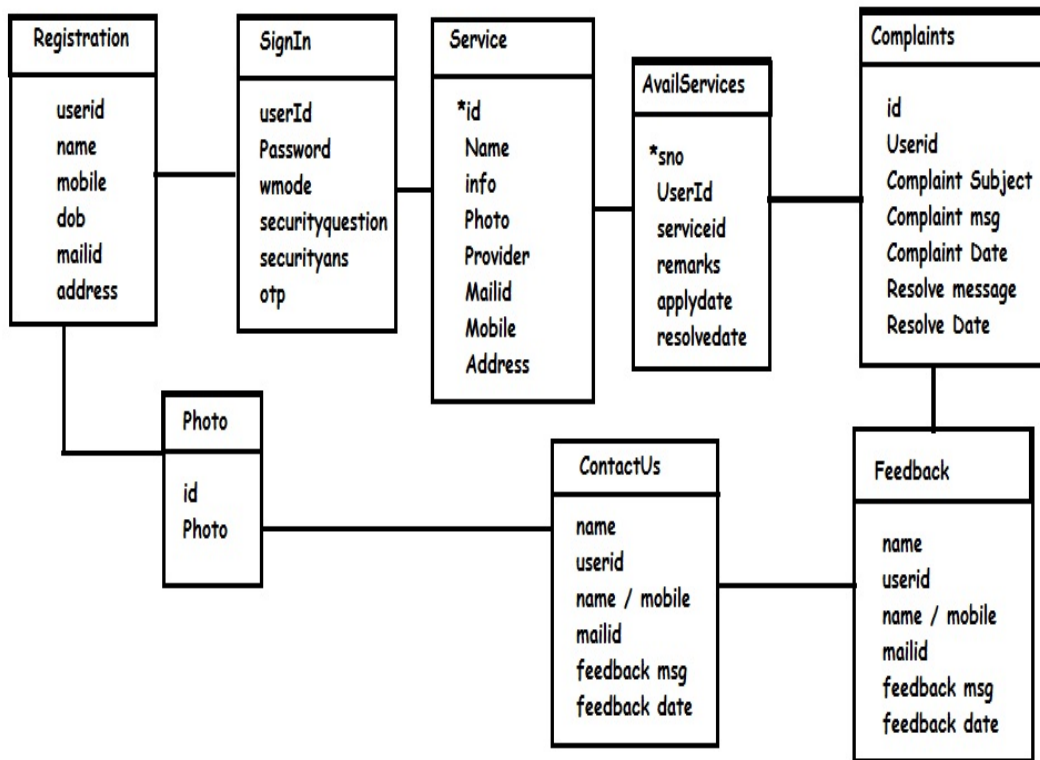 Registration
userid
name
mobile
dob
mailid
address
SignIn
userId
Password
wmode
securityquestion
securityans
otp
Service
*id
Name
info
Photo
Provider
Mailid
Mobile
Address
AvailServices
*sno
UserId
serviceid
remarks
applydate
resolvedate
Complaints
id
Userid
Complaint Subject
Complaint msg
Complaint Date
Resolve message
Resolve Date
Photo
id
Photo
ContactUs
name
userid
name / mobile
mailid
feedback msg
feedback date
Feedback
name
userid
name / mobile
mailid
feedback msg
feedback date